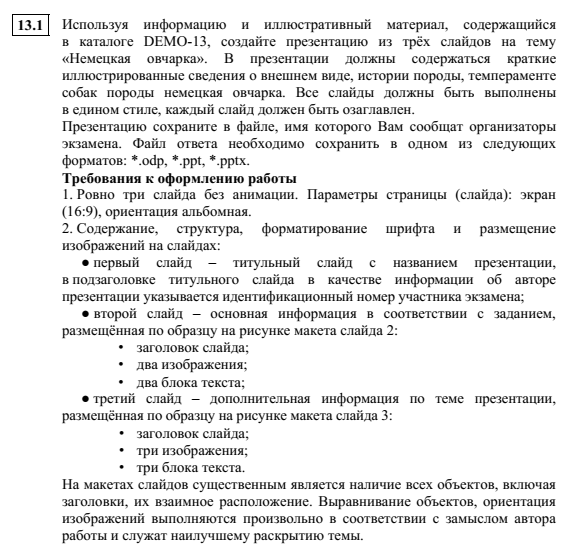 13.1 Используя информацию и иллюстративный материал, содержащийся
в каталоге DEMO-13, создайте презентацию из трёх слайдов на тему
«Немецкая овчарка». В презентации должны содержаться краткие
иллюстрированные сведения о внешнем виде, истории породы, темпераменте
собак породы немецкая овчарка. Все слайды должны быть выполнены
в едином стиле, каждый слайд должен быть озаглавлен.
Презентацию сохраните в файле, имя которого Вам сообщат организаторы
экзамена. Файл ответа необходимо сохранить в одном из следующих
форматов: *.odp, *.ppt, *.pptx.
Требования к оформлению работы
1. Ровно три слайда без анимации. Параметры страницы (слайда): экран
(16:9), ориентация альбомная.
2. Содержание, структура, форматирование шрифта и размещение
изображений на слайдах:
● первый слайд – титульный слайд с названием презентации,
в подзаголовке титульного слайда в качестве информации об авторе
презентации указывается идентификационный номер участника экзамена;
● второй слайд – основная информация в соответствии с заданием,
размещённая по образцу на рисунке макета слайда 2:
• заголовок слайда;
• два изображения;
• два блока текста;
● третий слайд – дополнительная информация по теме презентации,
размещённая по образцу на рисунке макета слайда 3:
• заголовок слайда;
• три изображения;
• три блока текста.
На макетах слайдов существенным является наличие всех объектов, включая
заголовки, их взаимное расположение. Выравнивание объектов, ориентация
изображений выполняются произвольно в соответствии с замыслом автора
работы и служат наилучшему раскрытию темы.